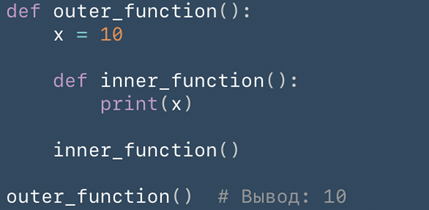 def outer_function():
    x = 10
    def inner_function():
        print(x)
    inner_function()
outer_function()  # Вывод: 10